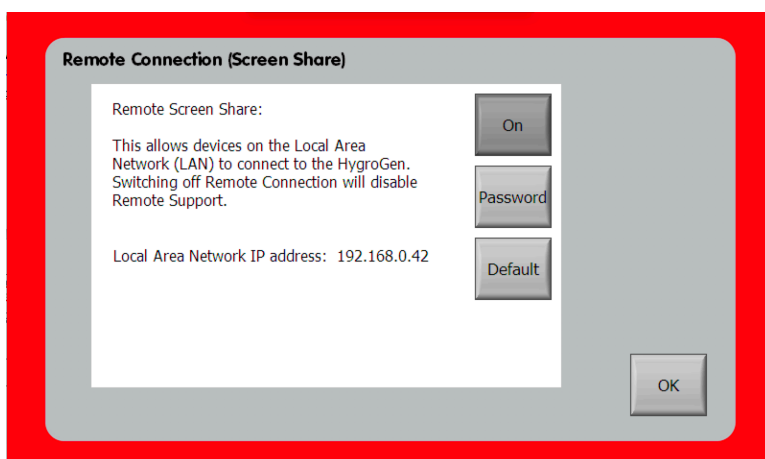 Remote Connection (Screen Share)
Remote Screen Share:
This allows devices on the Local Area
Network (LAN) to connect to the HygroGen.
Switching off Remote Connection will disable
Remote Support.
Local Area Network IP address: 192.168.0.42
On
Password
Default
OK